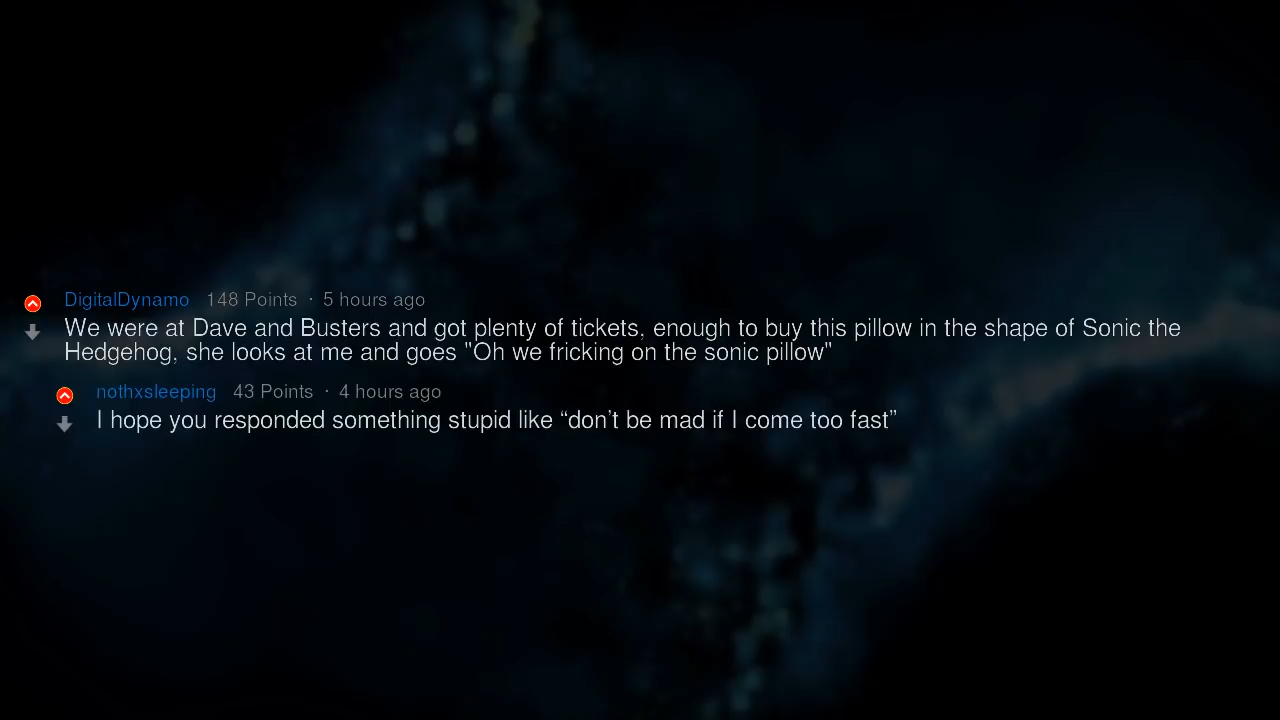 DigitalDynamo 148 Points · 5 hours ago
We were at Dave and Busters and got plenty of tickets, enough to buy this pillow in the shape of Sonic the
Hedgehog, she looks at me and goes "Oh we fricking on the sonic pillow"
nothxsleeping 43 Points · 4 hours ago
I hope you responded something stupid like “don’t be mad if I come too fast”